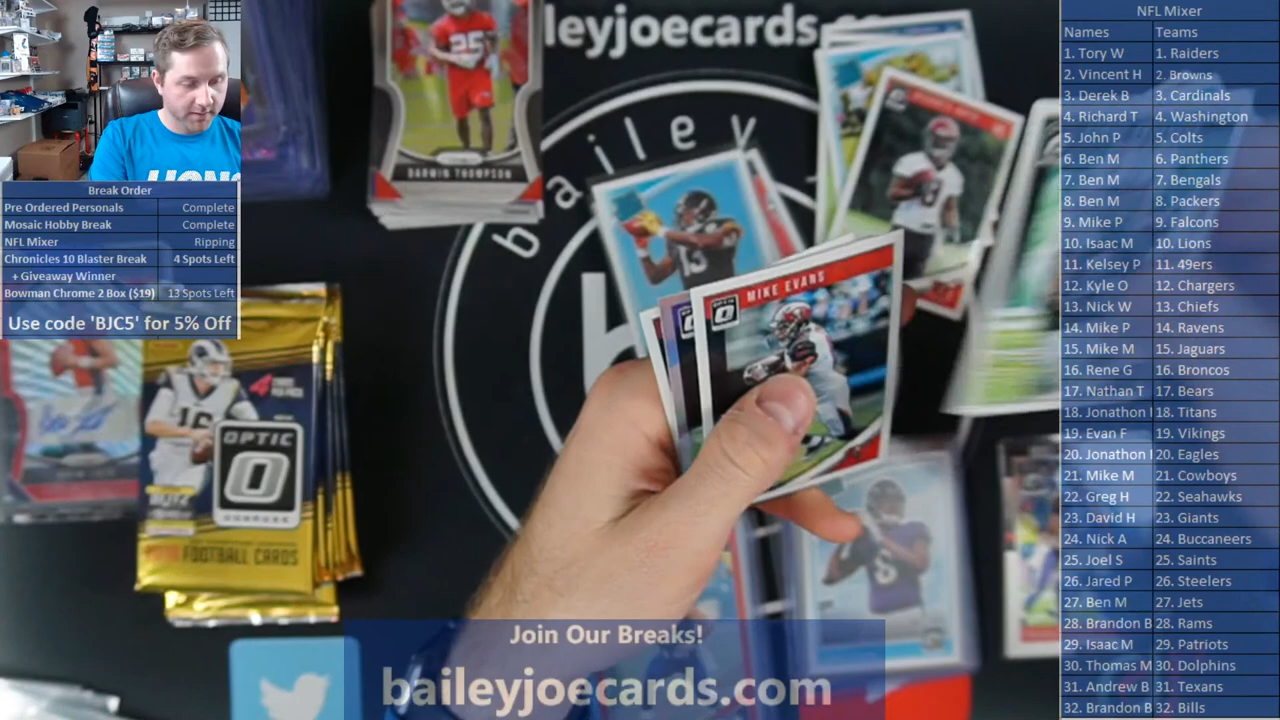 Break Order
Pre Ordered Personals Complete
Mosaic Hobby Break Complete
NFL Mixer Ripping
Chronicles 10 Blaster Break 4 Spots Left
+ Giveaway Winner
Bowman Chrome 2 Box ($19) 13 Spots Left
Use code 'BJC5' for 5% Off
leyjoecards.co
bailey
25
DARWIN THOMPSON
13
8
MIKE EVANS
OPTIC
16
4
OPTIC
O
DONRUSS
FOOTBALL CARDS
Join Our Breaks!
baileyjoecards.com
NFL Mixer
Names Teams
1. Tory W 1. Raiders
2. Vincent H 2. Browns
3. Derek B 3. Cardinals
4. Richard T 4. Washington
5. John P 5. Colts
6. Ben M 6. Panthers
7. Ben M 7. Bengals
8. Ben M 8. Packers
9. Mike P 9. Falcons
10. Isaac M 10. Lions
11. Kelsey P 11. 49ers
12. Kyle O 12. Chargers
13. Nick W 13. Chiefs
14. Mike P 14. Ravens
15. Mike M 15. Jaguars
16. Rene G 16. Broncos
17. Nathan T 17. Bears
18. Jonathon 18. Titans
19. Evan F 19. Vikings
20. Jonathon 20. Eagles
21. Mike M 21. Cowboys
22. Greg H 22. Seahawks
23. David H 23. Giants
24. Nick A 24. Buccaneers
25. Joel S 25. Saints
26. Jared P 26. Steelers
27. Ben M 27. Jets
28. Brandon B 28. Rams
29. Isaac M 29. Patriots
30. Thomas M 30. Dolphins
31. Andrew B 31. Texans
32. Brandon B 32. Bills